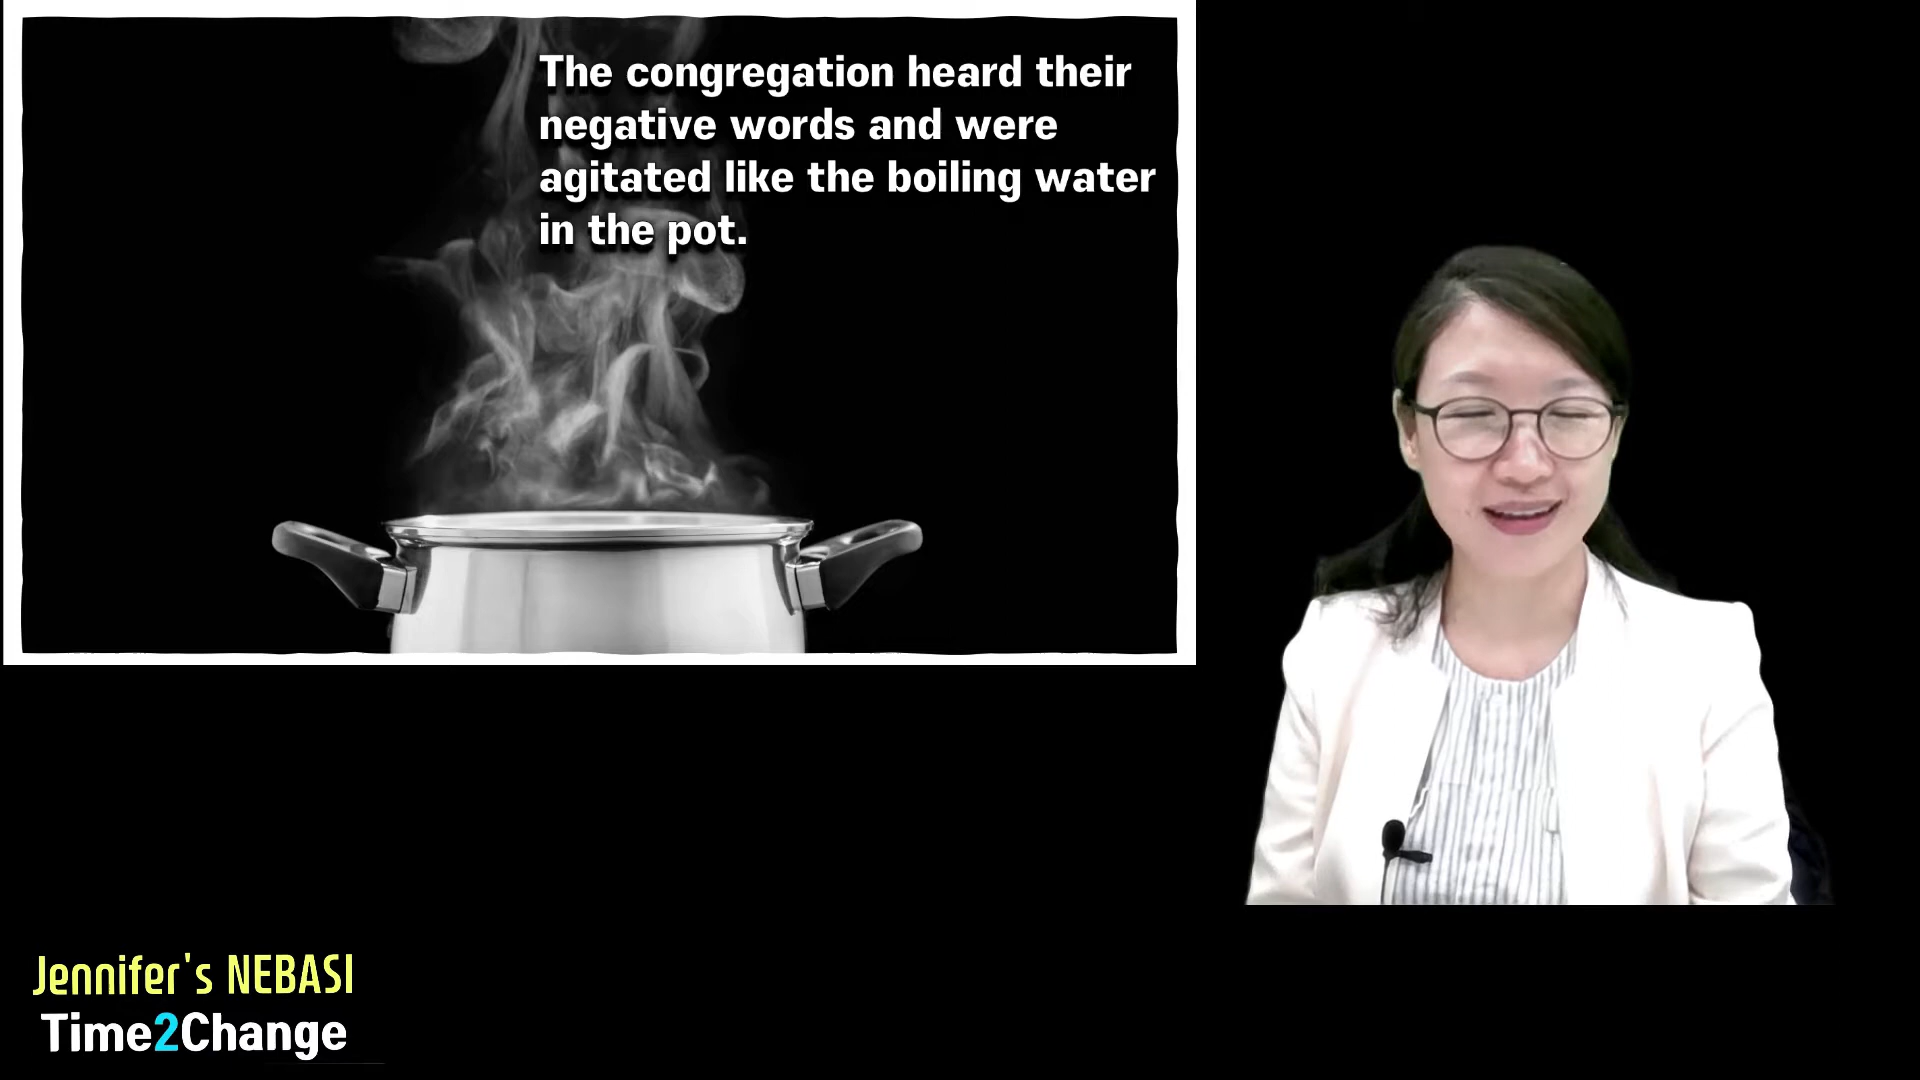 The congregation heard their
negative words and were
agitated like the boiling water
in the pot.
Jennifer's NEBASI
Time2Change